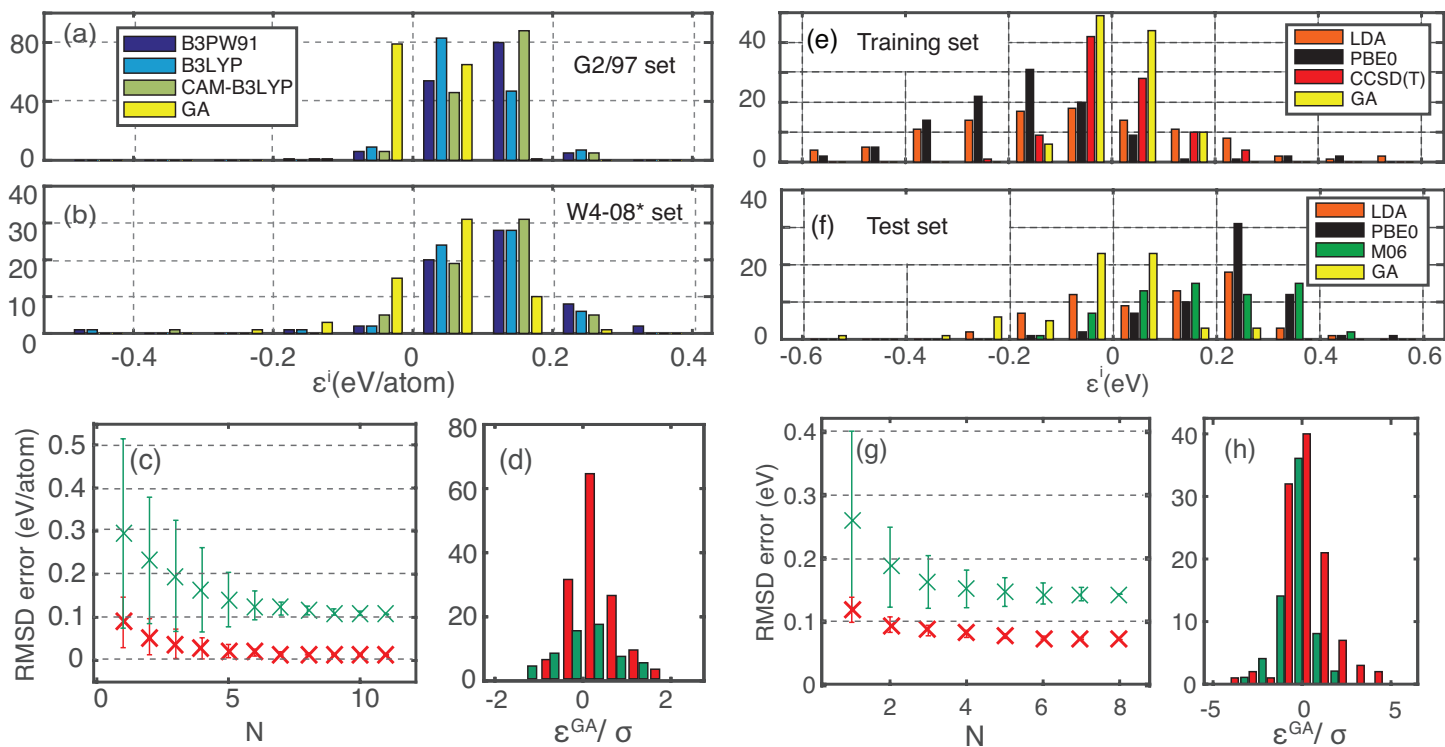 (a)
B3PW91
B3LYP
CAM-B3LYP
GA
G2/97 set
80
40
0
(b)
W4-08* set
40
30
20
10
0
-0.4
-0.2
0
0.2
0.4
εⁱ(eV/atom)
(c)
RMSD error (eV/atom)
0.5
0.4
0.3
0.2
0.1
0
0
5
10
N
(d)
80
60
40
20
0
-2
0
2
ε^GA/ σ
(e)
Training set
LDA
PBE0
CCSD(T)
GA
40
20
0
(f)
Test set
LDA
PBE0
M06
GA
40
20
0
-0.6
-0.4
-0.2
0
0.2
0.4
0.6
εⁱ(eV)
(g)
RMSD error (eV)
0.4
0.3
0.2
0.1
0
2
4
6
8
N
(h)
40
30
20
10
0
-5
0
5
ε^GA/ σ